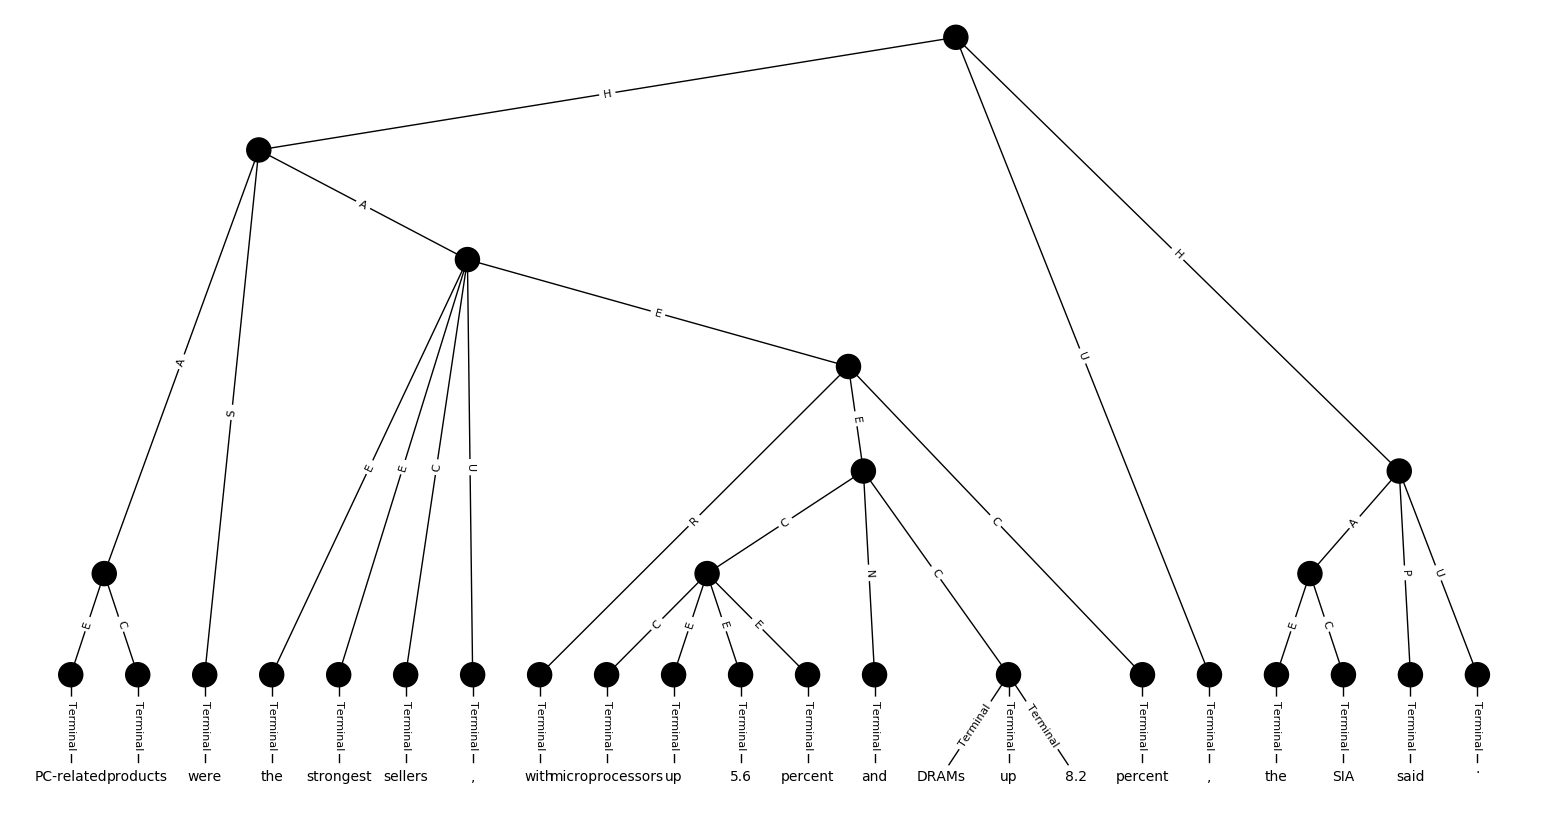 H
A
A
S
H
U
E
E
E
C
U
E
R
E
C
C
N
C
A
P
U
E
C
C
E
E
E
E
C
Terminal Terminal Terminal Terminal Terminal Terminal Terminal Terminal Terminal Terminal Terminal Terminal Terminal Terminal Terminal Terminal Terminal Terminal Terminal Terminal Terminal Terminal
PC-related products were the strongest sellers , with microprocessors up 5.6 percent and DRAMs up 8.2 percent , the SIA said .